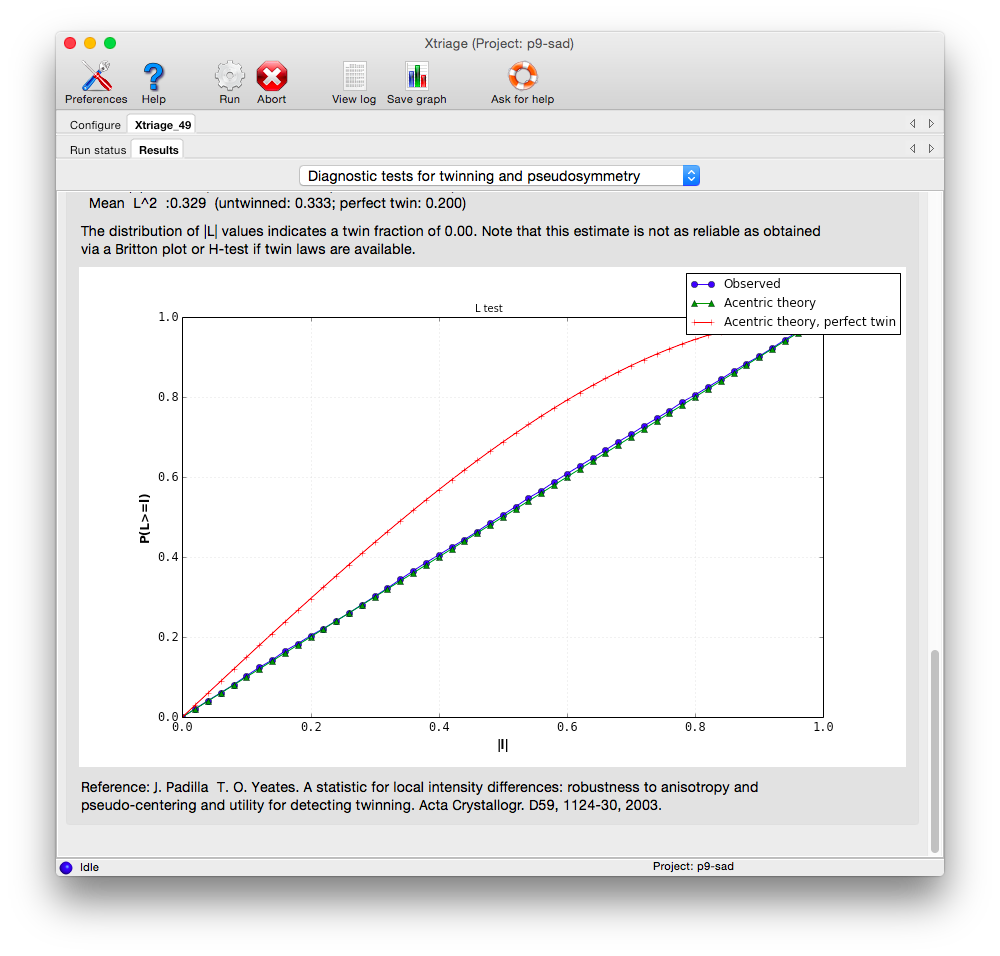 Xtriage (Project: p9-sad)
Preferences Help Run Abort View log Save graph Ask for help
Configure Xtriage_49
Run status Results
Diagnostic tests for twinning and pseudosymmetry
Mean L^2 :0.329 (untwinned: 0.333; perfect twin: 0.200)
The distribution of |L| values indicates a twin fraction of 0.00. Note that this estimate is not as reliable as obtained
via a Britton plot or H-test if twin laws are available.
L test
Observed
Acentric theory
Acentric theory, perfect twin
1.0
0.8
0.6
0.4
0.2
0.0
P(L>=l)
0.0 0.2 0.4 0.6 0.8 1.0
|l|
Reference: J. Padilla T. O. Yeates. A statistic for local intensity differences: robustness to anisotropy and
pseudo-centering and utility for detecting twinning. Acta Crystallogr. D59, 1124-30, 2003.
Idle Project: p9-sad